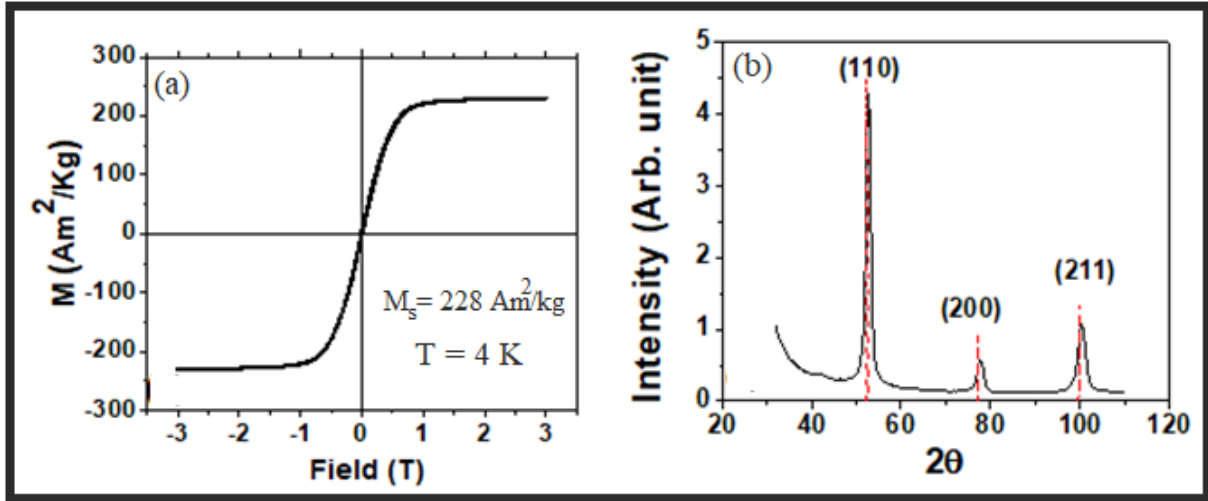 (a)
M (Am²/Kg)
300
200
100
0
-100
-200
-300
Mₛ= 228 Am²/kg
T = 4 K
-3 -2 -1 0 1 2 3
Field (T)
(b)
Intensity (Arb. unit)
5
4
3
2
1
0
(110)
(200)
(211)
20 40 60 80 100 120
2θ